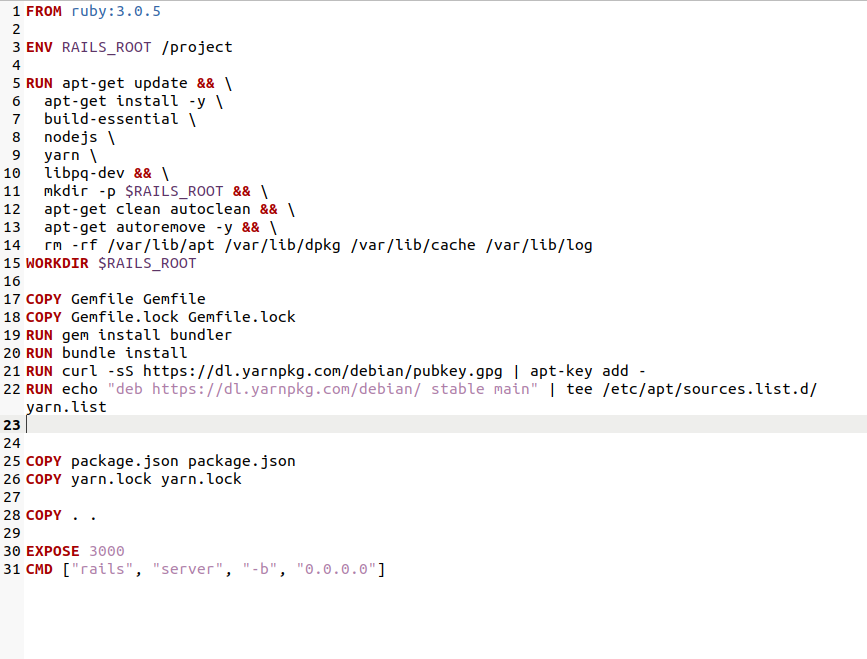 1 FROM ruby:3.0.5
2
3 ENV RAILS_ROOT /project
4
5 RUN apt-get update && \
6   apt-get install -y \
7   build-essential \
8   nodejs \
9   yarn \
10   libpq-dev && \
11   mkdir -p $RAILS_ROOT && \
12   apt-get clean autoclean && \
13   apt-get autoremove -y && \
14   rm -rf /var/lib/apt /var/lib/dpkg /var/lib/cache /var/lib/log
15 WORKDIR $RAILS_ROOT
16
17 COPY Gemfile Gemfile
18 COPY Gemfile.lock Gemfile.lock
19 RUN gem install bundler
20 RUN bundle install
21 RUN curl -sS https://dl.yarnpkg.com/debian/pubkey.gpg | apt-key add -
22 RUN echo "deb https://dl.yarnpkg.com/debian/ stable main" | tee /etc/apt/sources.list.d/
yarn.list
23
24
25 COPY package.json package.json
26 COPY yarn.lock yarn.lock
27
28 COPY . .
29
30 EXPOSE 3000
31 CMD ["rails", "server", "-b", "0.0.0.0"]